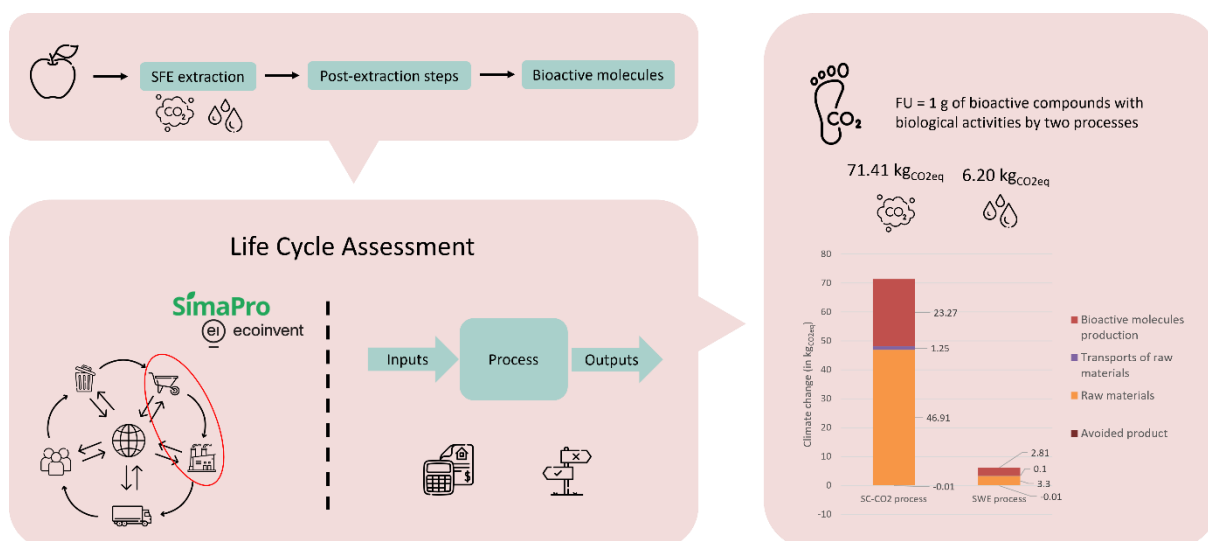 SFE extraction
Post-extraction steps
Bioactive molecules
CO2
Life Cycle Assessment
SimaPro
ei ecoinvent
Inputs
Process
Outputs
$
CO2
FU = 1 g of bioactive compounds with
biological activities by two processes
71.41 kgCO2eq
6.20 kgCO2eq
CO2
Climate change (in kgCO2eq)
80
70
60
50
40
30
20
10
0
-10
23.27
1.25
46.91
-0.01
2.81
0.1
3.3
-0.01
SC-CO2 process
SWE process
Bioactive molecules
production
Transports of raw
materials
Raw materials
Avoided product